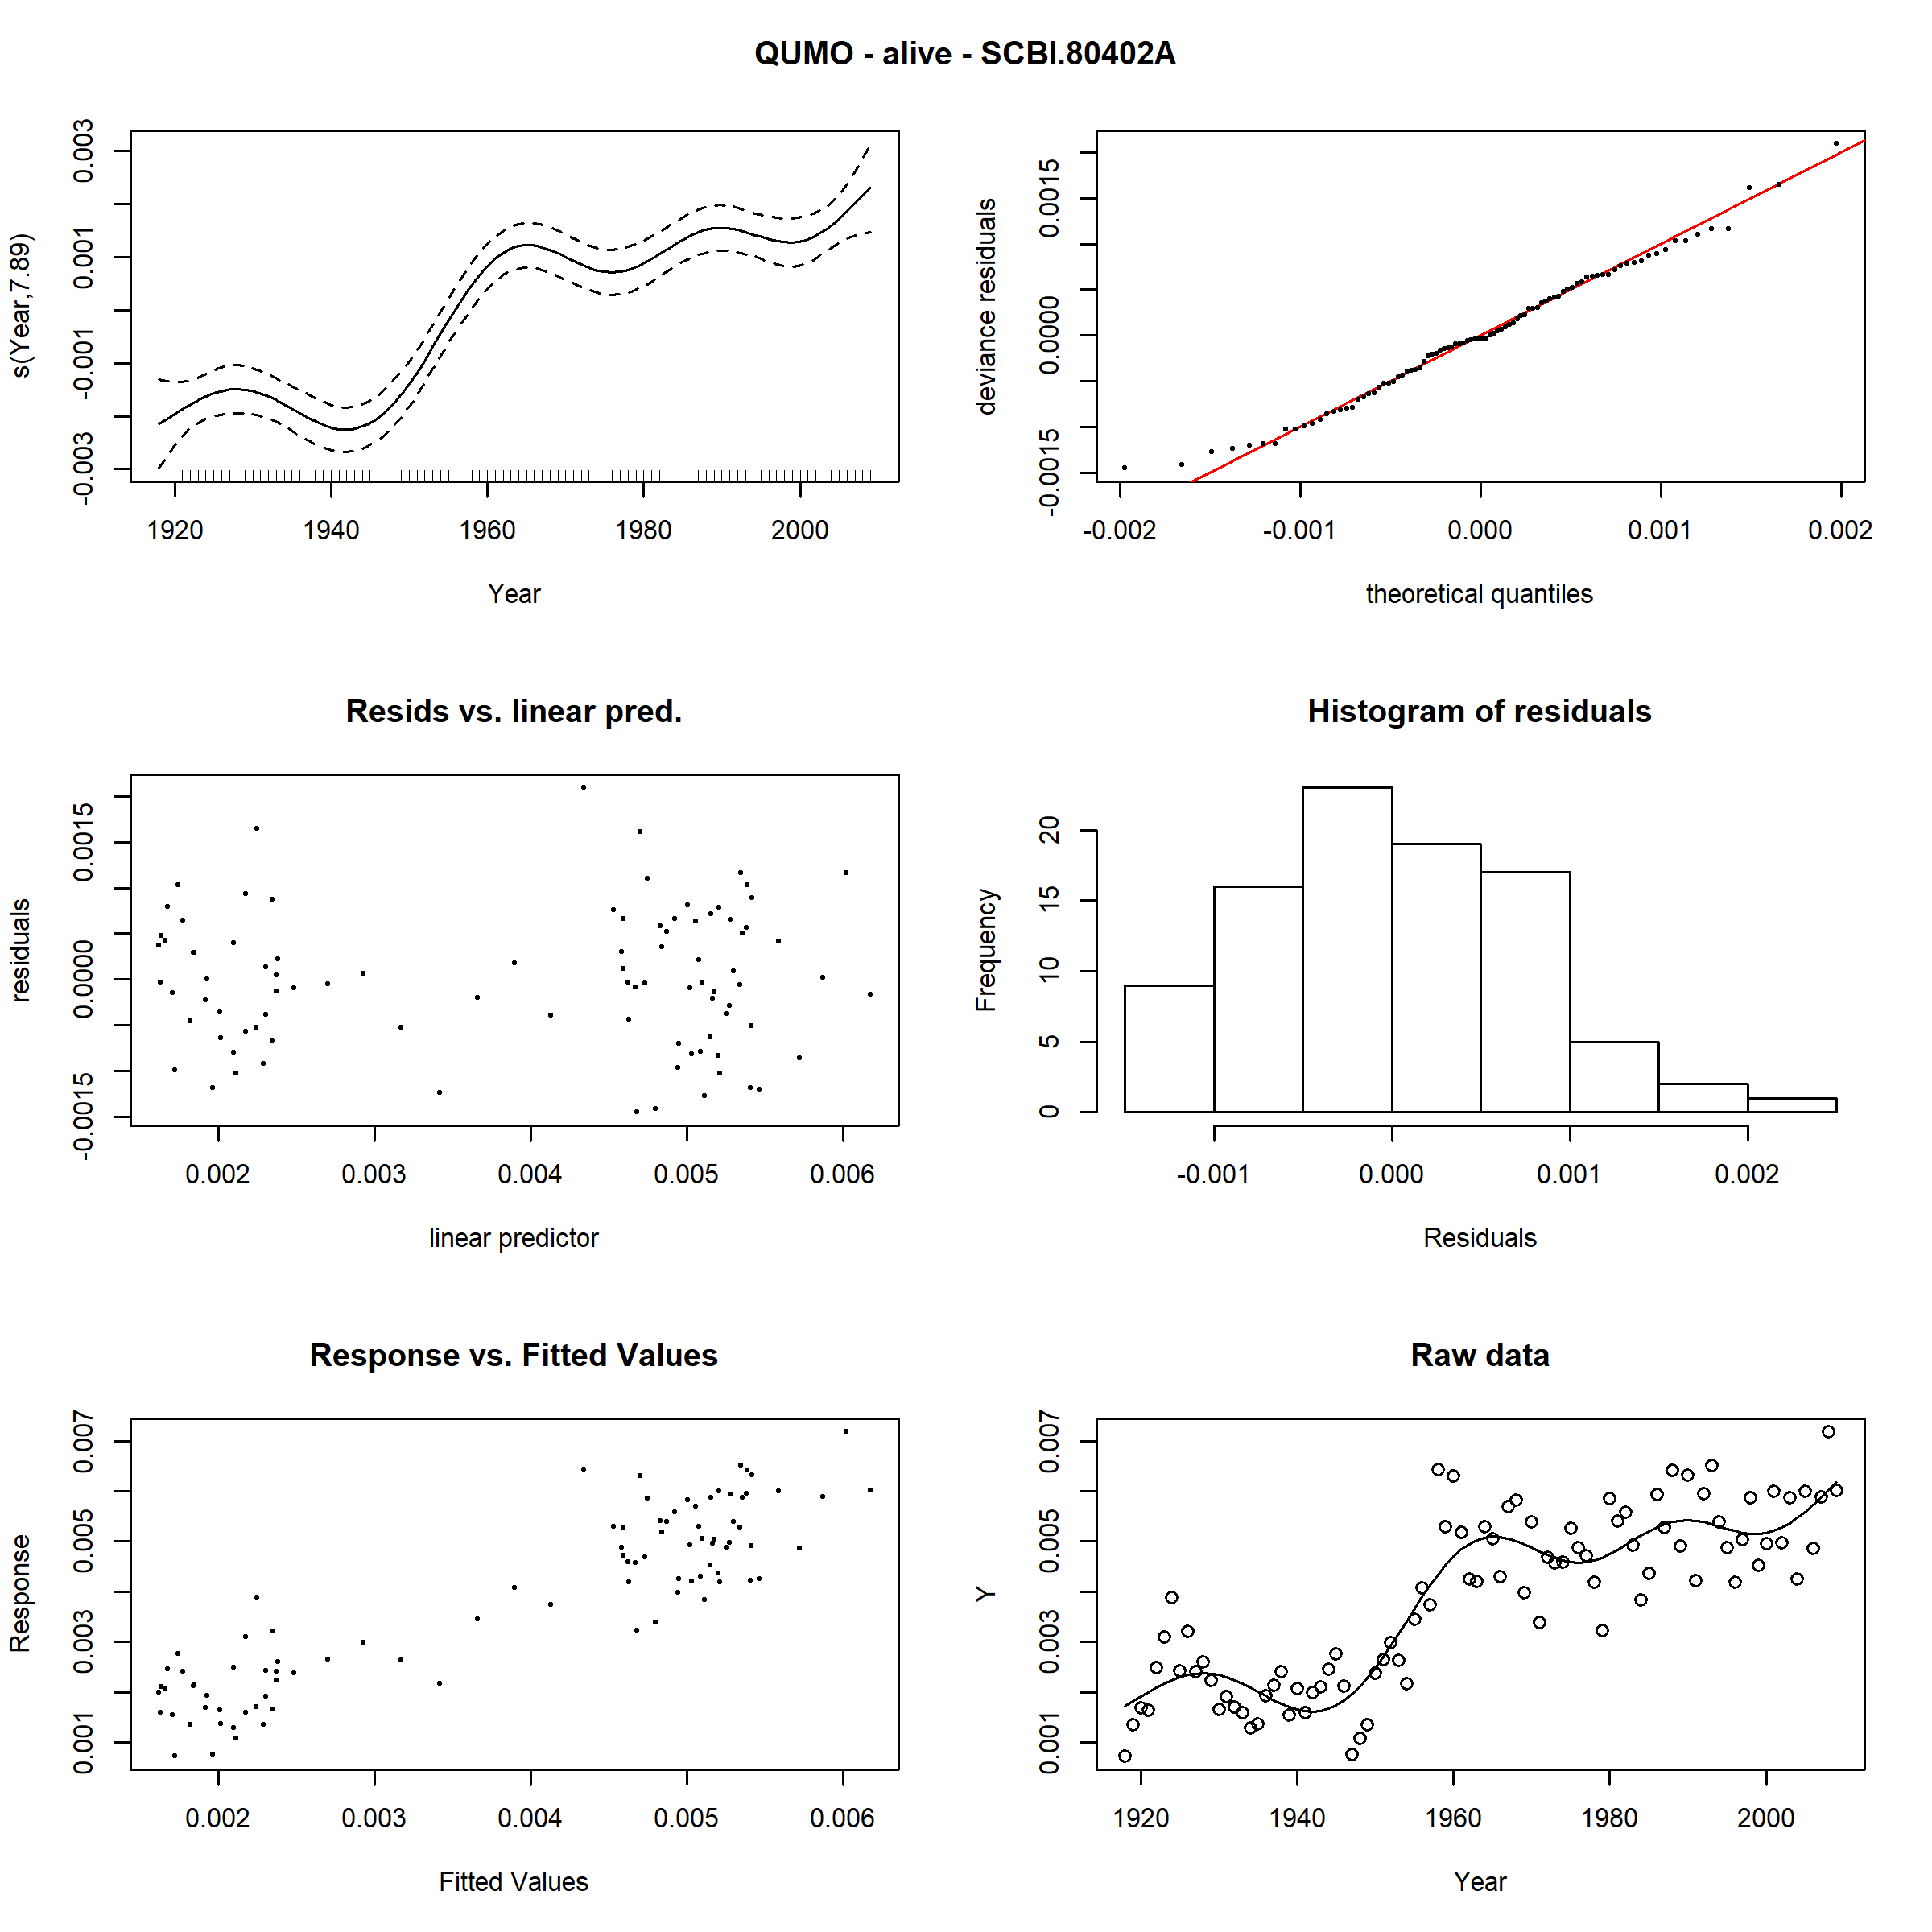 QUMO - alive - SCBI.80402A
s(Year,7.89)
-0.003 -0.001 0.001 0.003
1920 1940 1960 1980 2000
Year
deviance residuals
-0.0015 0.0000 0.0015
-0.002 -0.001 0.000 0.001 0.002
theoretical quantiles
Resids vs. linear pred.
residuals
-0.0015 0.0000 0.0015
0.002 0.003 0.004 0.005 0.006
linear predictor
Histogram of residuals
Frequency
0 5 10 15 20
-0.001 0.000 0.001 0.002
Residuals
Response vs. Fitted Values
Response
0.001 0.003 0.005 0.007
0.002 0.003 0.004 0.005 0.006
Fitted Values
Raw data
Y
0.001 0.003 0.005 0.007
1920 1940 1960 1980 2000
Year